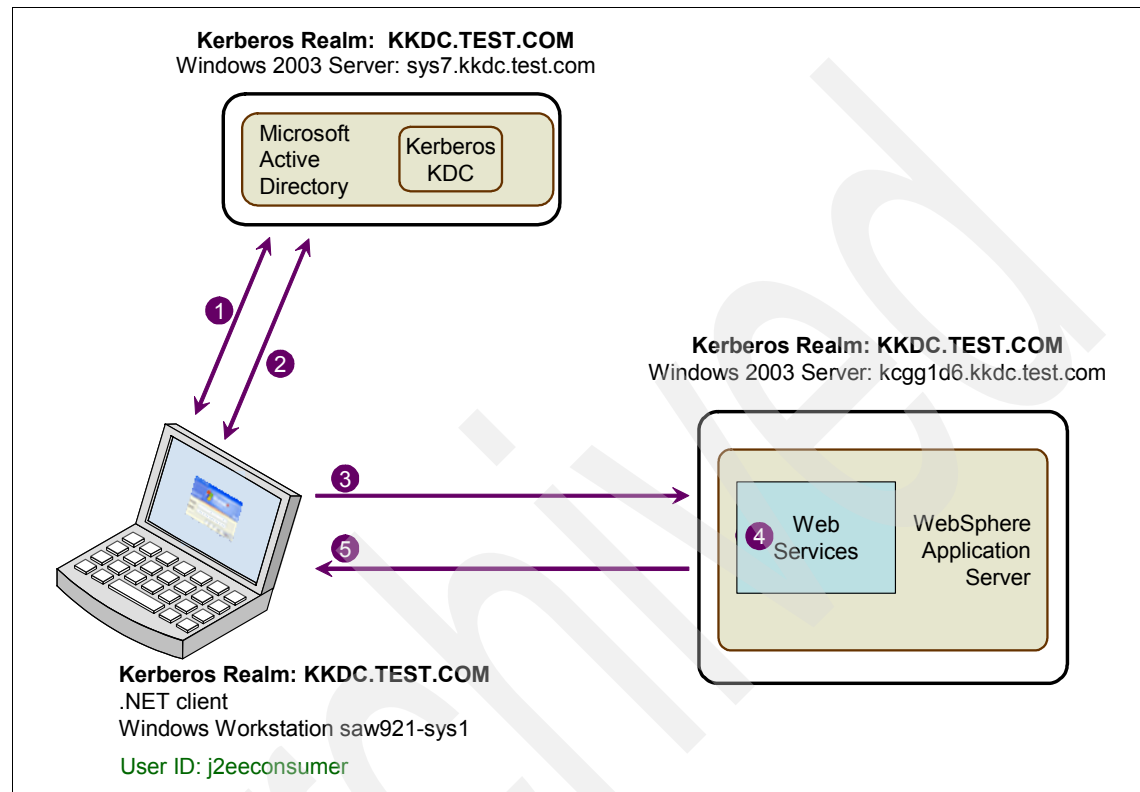 Kerberos Realm: KKDC.TEST.COM
Windows 2003 Server: sys7.kkdc.test.com
Microsoft
Active
Directory
Kerberos
KDC
1
2
Kerberos Realm: KKDC.TEST.COM
Windows 2003 Server: kcgg1d6.kkdc.test.com
3
4
Web
Services
WebSphere
Application
Server
5
Kerberos Realm: KKDC.TEST.COM
.NET client
Windows Workstation saw921-sys1
User ID: j2eeconsumer
chived